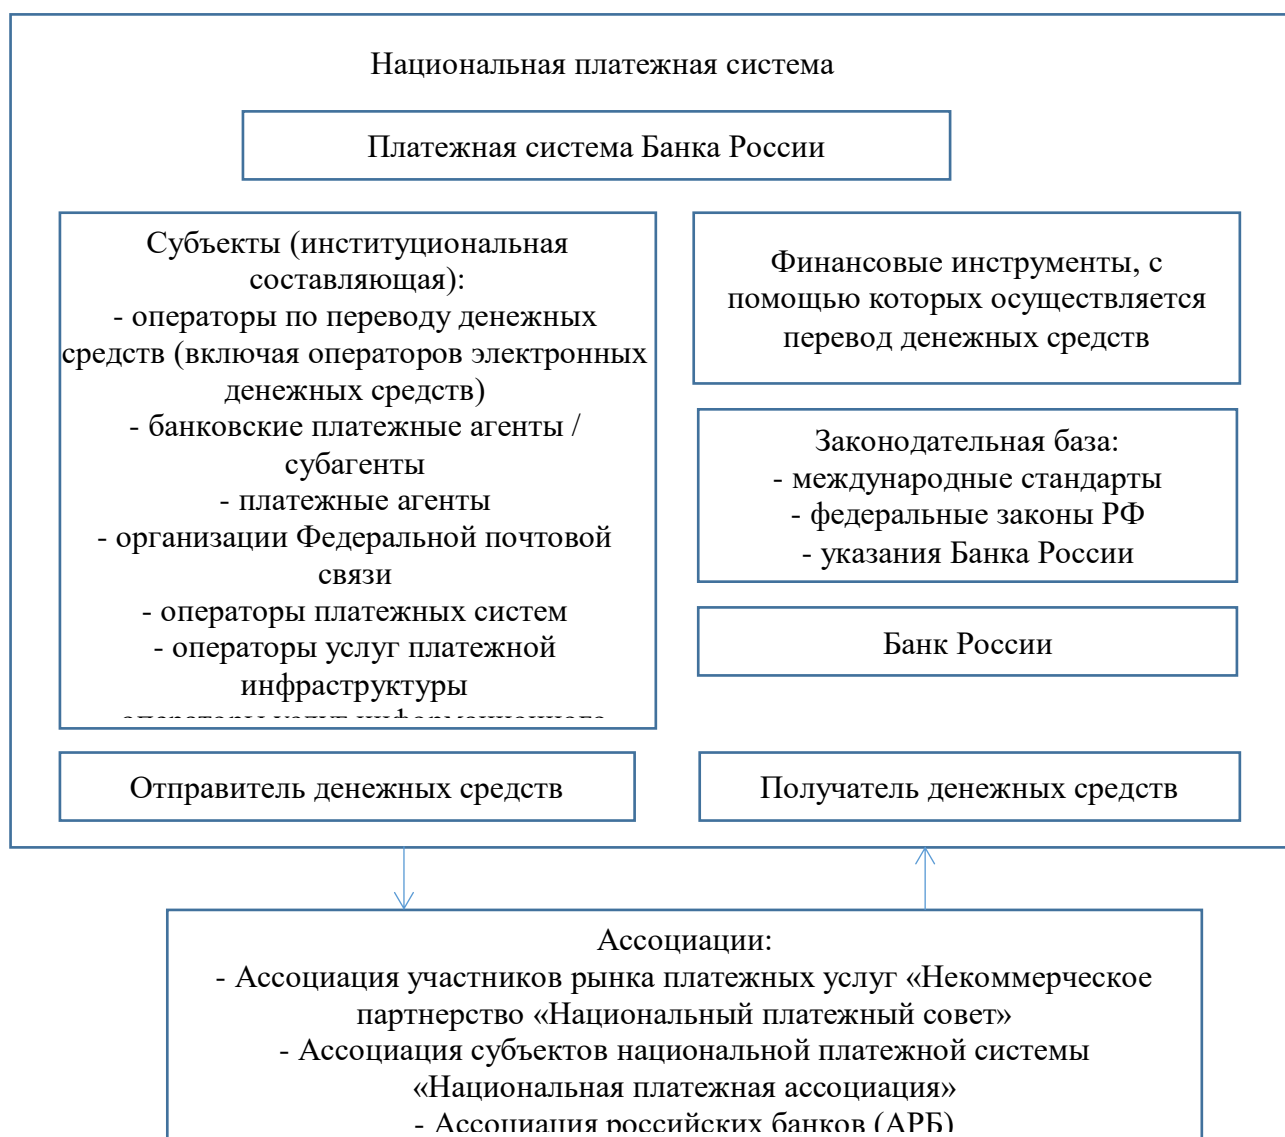 Национальная платежная система
Платежная система Банка России
Субъекты (институциональная
составляющая):
- операторы по переводу денежных
средств (включая операторов электронных
денежных средств)
- банковские платежные агенты /
субагенты
- платежные агенты
- организации Федеральной почтовой
связи
- операторы платежных систем
- операторы услуг платежной
инфраструктуры
- операторы услуг информационного
Финансовые инструменты, с
помощью которых осуществляется
перевод денежных средств
Законодательная база:
- международные стандарты
- федеральные законы РФ
- указания Банка России
Банк России
Отправитель денежных средств
Получатель денежных средств
Ассоциации:
- Ассоциация участников рынка платежных услуг «Некоммерческое
партнерство «Национальный платежный совет»
- Ассоциация субъектов национальной платежной системы
«Национальная платежная ассоциация»
- Ассоциация российских банков (АРБ)